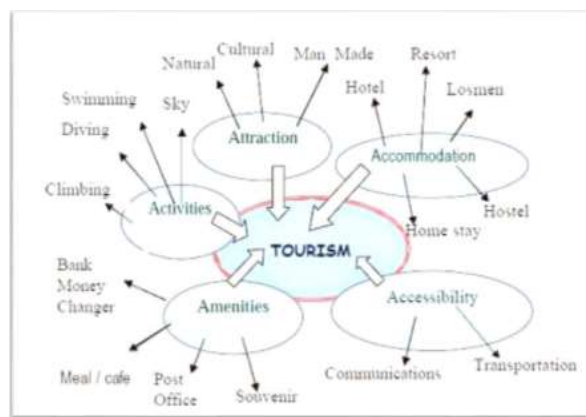 Cultural
Man Made
Resort
Natural
Hotel
Losmen
Swimming
Sky
Diving
Attraction
Accommodation
Climbing
Activities
Hostel
Home stay
TOURISM
Bank
Money
Changer
Amenities
Accessibility
Meal / cafe
Post
Office
Souvenir
Communications
Transportation